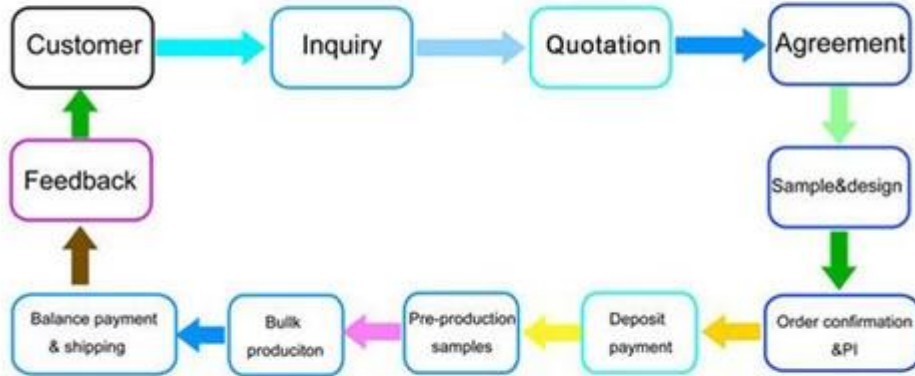 Customer
Inquiry
Quotation
Agreement
Sample&design
Order confirmation
&PI
Deposit
payment
Pre-production
samples
Bullk
produciton
Balance payment
& shipping
Feedback